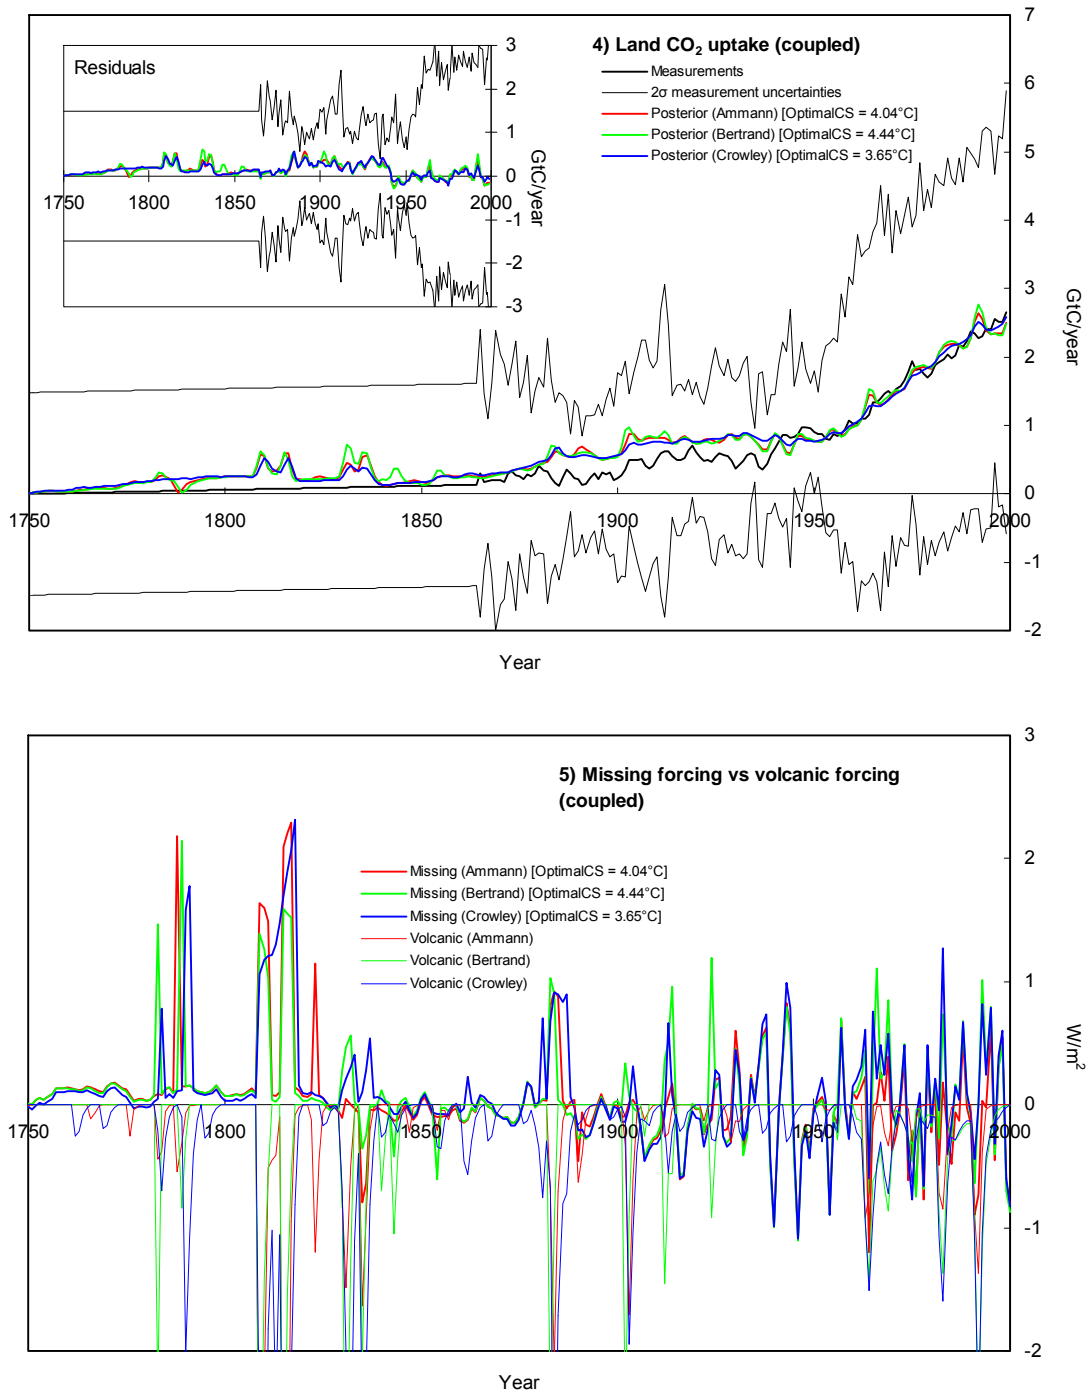 7
4) Land CO₂ uptake (coupled)
Measurements
2σ measurement uncertainties
Posterior (Ammann) [OptimalCS = 4.04°C]
Posterior (Bertrand) [OptimalCS = 4.44°C]
Posterior (Crowley) [OptimalCS = 3.65°C]
6
5
4
3
2
1
0
-1
-2
GtC/year
Residuals
3
2
1
0
-1
-2
-3
GtC/year
1750 1800 1850 1900 1950 2000
1750 1800 1850 1900 1950 2000
Year
3
5) Missing forcing vs volcanic forcing
(coupled)
2
Missing (Ammann) [OptimalCS = 4.04°C]
Missing (Bertrand) [OptimalCS = 4.44°C]
Missing (Crowley) [OptimalCS = 3.65°C]
Volcanic (Ammann)
Volcanic (Bertrand)
Volcanic (Crowley)
1
W/m²
0
1750 1800 1850 1900 1950 2000
-1
-2
Year